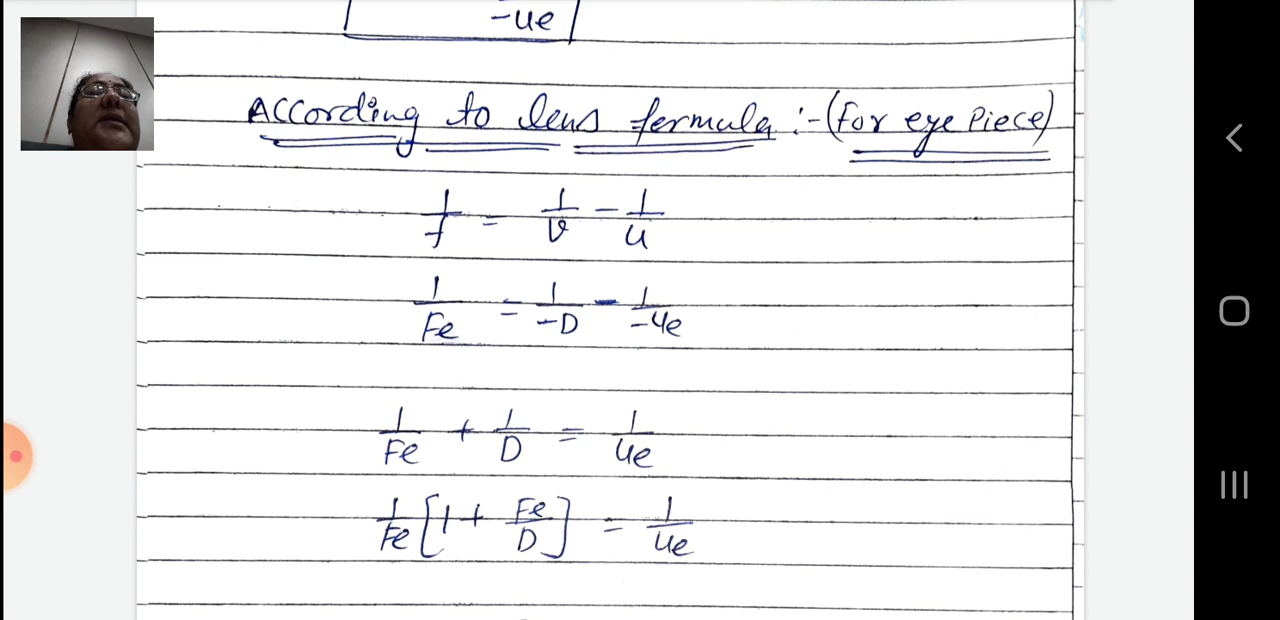 -ue
According to lens formula :- (for eye Piece)
1/f = 1/v - 1/u
1/Fe = 1/-D - 1/-ue
1/Fe + 1/D = 1/ue
1/Fe [1 + Fe/D] = 1/ue